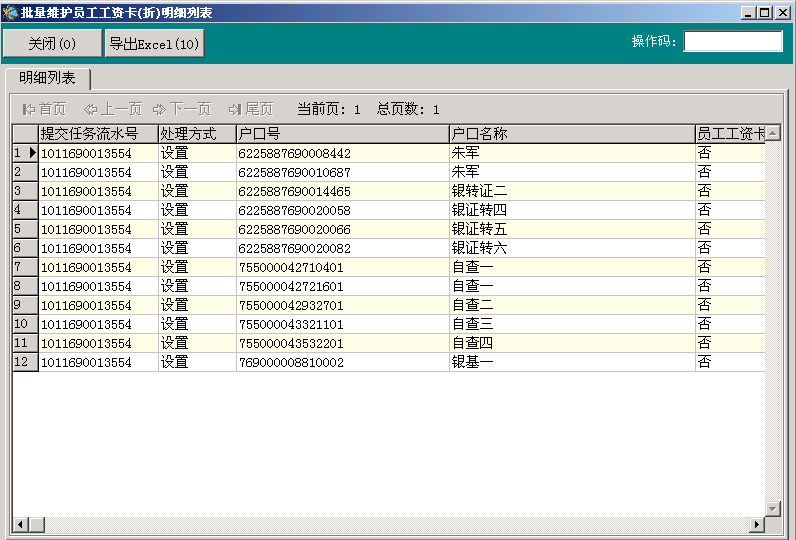 批量維护员工工资卡(折)明细列表
关闭(0) 导出Excel(10) 操作码:
明细列表
首页 上一页 下一页 尾页 当前页: 1 总页数: 1
提交任务流水号 处理方式 户口号 户口名称 员工工资卡
1 1011690013554 设置 6225887690008442 朱军 否
2 1011690013554 设置 6225887690010687 朱军 否
3 1011690013554 设置 6225887690014465 银转证二 否
4 1011690013554 设置 6225887690020058 银证转四 否
5 1011690013554 设置 6225887690020066 银证转五 否
6 1011690013554 设置 6225887690020082 银证转六 否
7 1011690013554 设置 755000042710401 自查一 否
8 1011690013554 设置 755000042721601 自查一 否
9 1011690013554 设置 755000042932701 自查二 否
10 1011690013554 设置 755000043321101 自查三 否
11 1011690013554 设置 755000043532201 自查四 否
12 1011690013554 设置 769000008810002 银基一 否